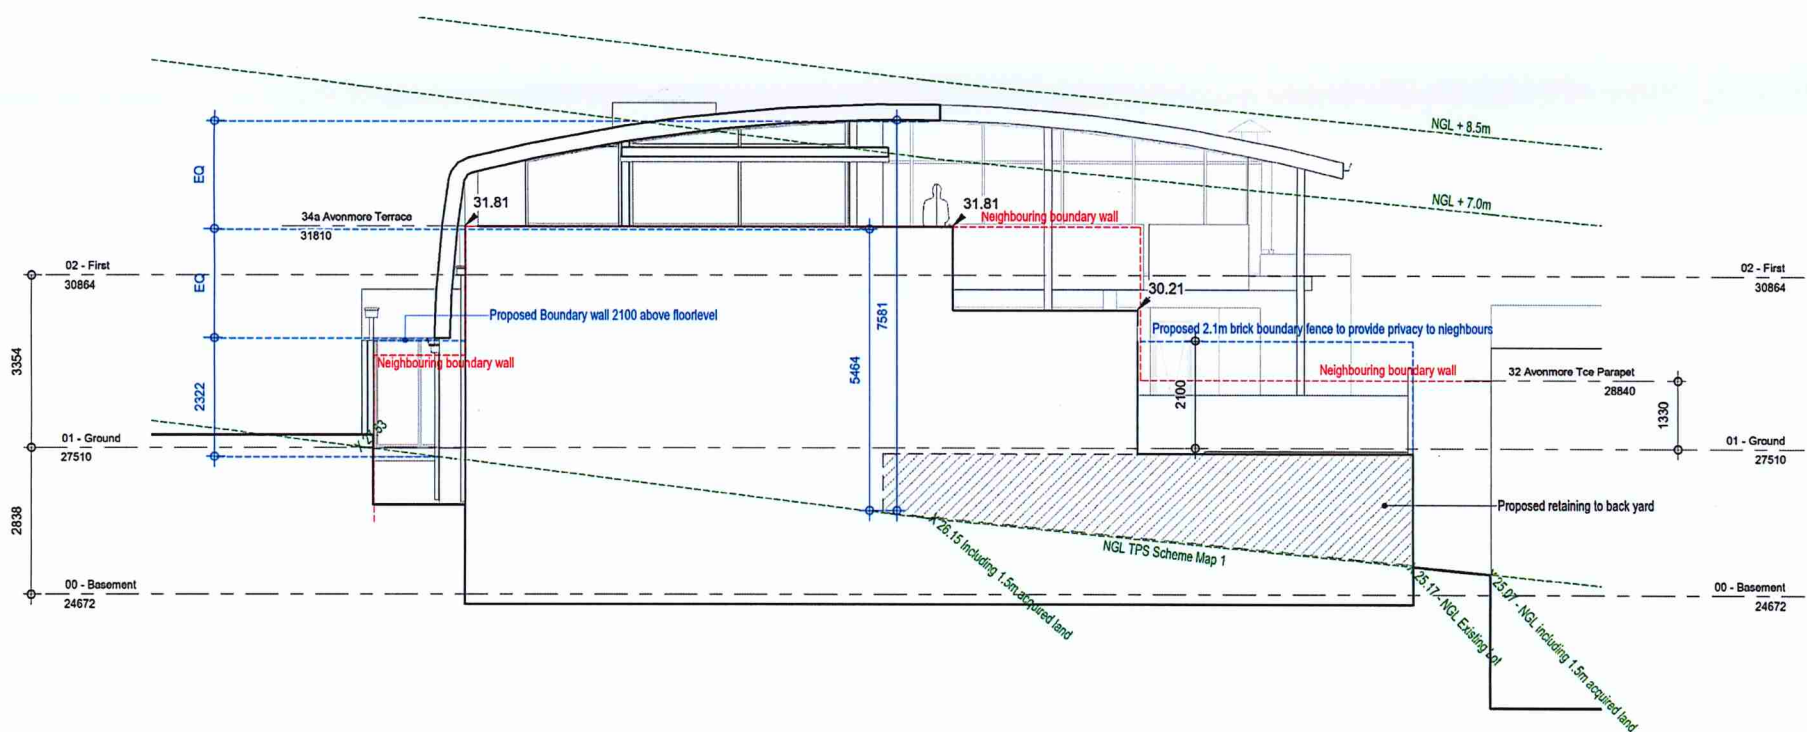 NGL + 8.5m
NGL + 7.0m
EQ
34a Avonmore Terrace
31810
31.81
31.81
Neighbouring boundary wall
02 - First
30864
02 - First
30864
EQ
30.21
Proposed Boundary wall 2100 above floorlevel
7581
Proposed 2.1m brick boundary fence to provide privacy to nieghbours
3354
Neighbouring boundary wall
5464
Neighbouring boundary wall
32 Avonmore Tce Parapet
28840
2322
2100
1330
01 - Ground
27510
01 - Ground
27510
Proposed retaining to back yard
2838
26.15 Including 1.5m acquired land
NGL TPS Scheme Map 1
00 - Basement
24672
25.17 - NGL Existing Lot
25.07 - NGL including 1.5m acquired land
00 - Basement
24672